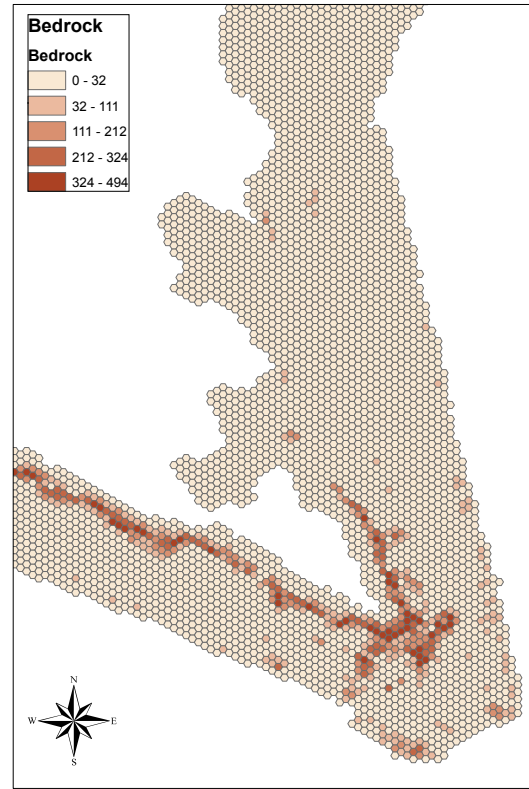 Bedrock
Bedrock
0 - 32
32 - 111
111 - 212
212 - 324
324 - 494
N
W E
S